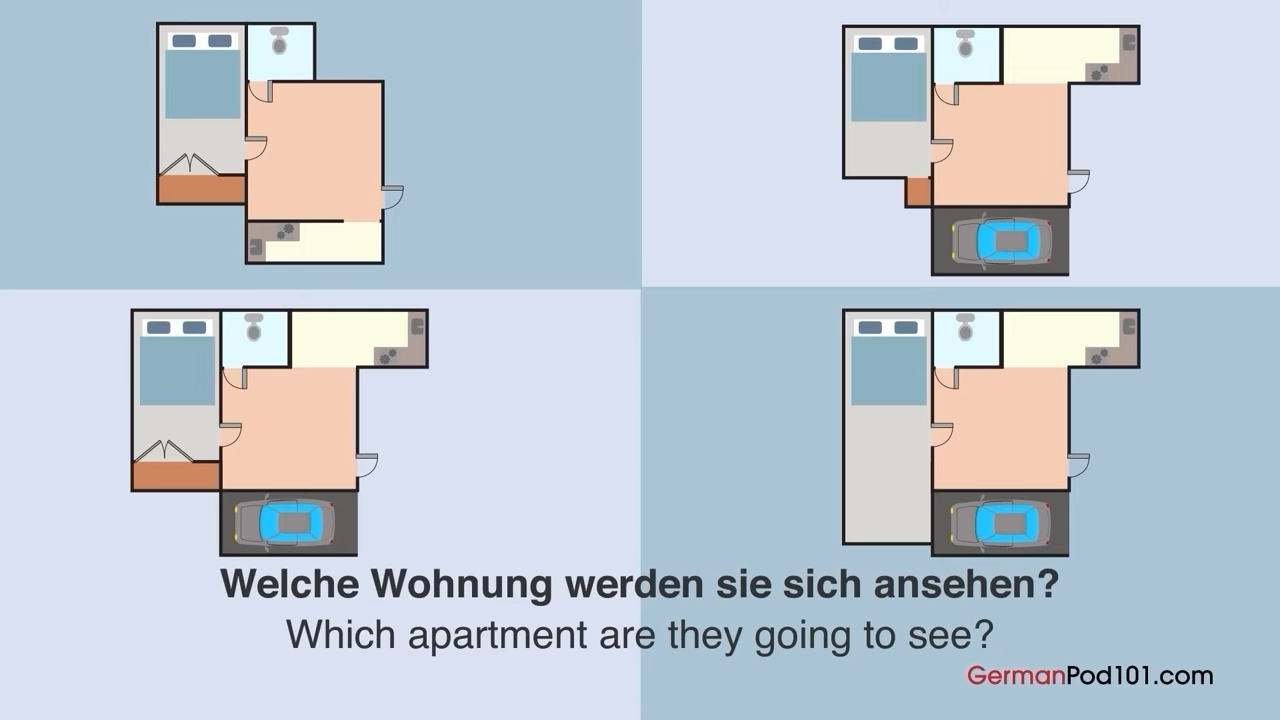 Welche Wohnung werden sie sich ansehen?
Which apartment are they going to see?
GermanPod101.com